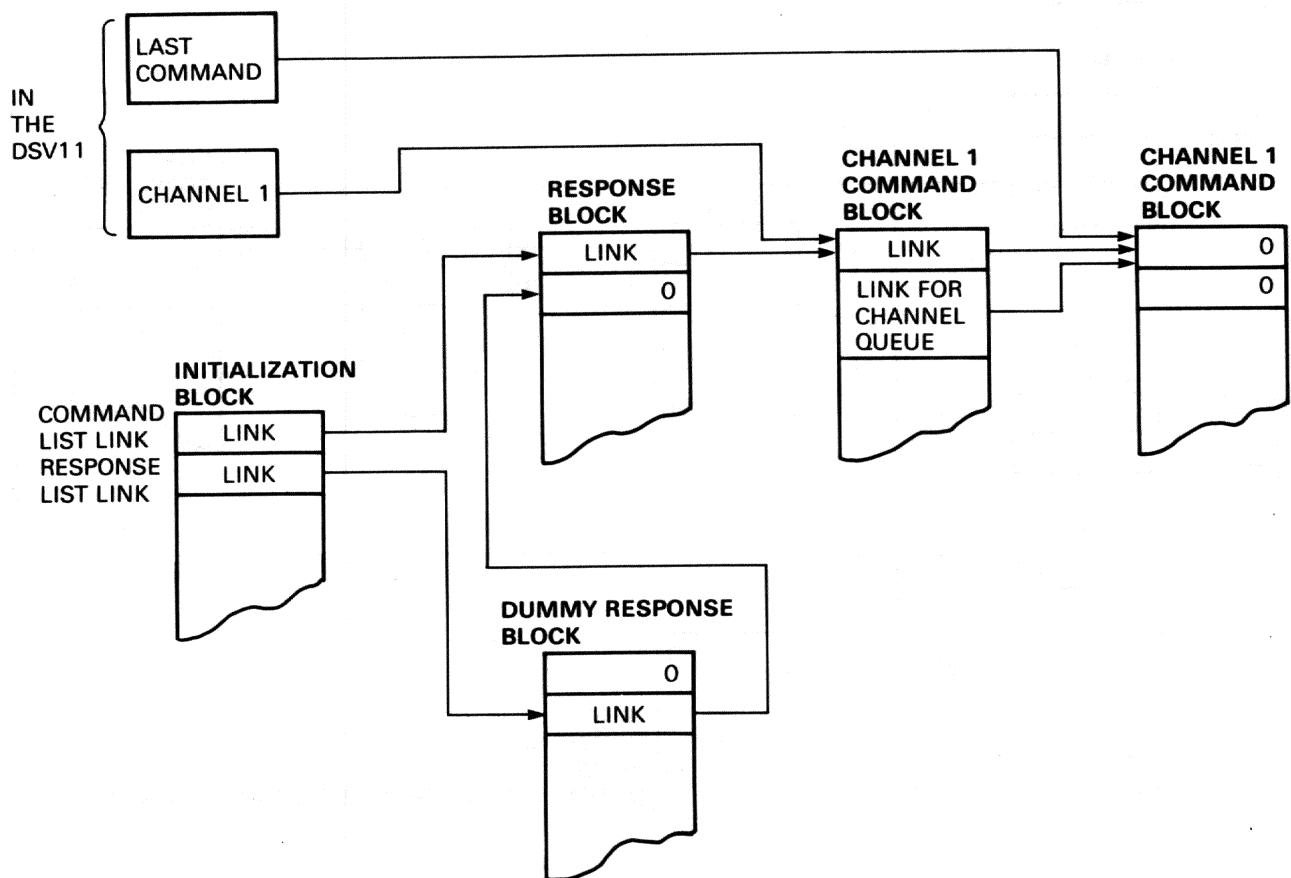 LAST
COMMAND
IN
THE
DSV11
CHANNEL 1
RESPONSE
BLOCK
LINK
0
CHANNEL 1
COMMAND
BLOCK
LINK
LINK FOR
CHANNEL
QUEUE
CHANNEL 1
COMMAND
BLOCK
0
0
INITIALIZATION
BLOCK
COMMAND
LIST LINK
RESPONSE
LIST LINK
LINK
LINK
DUMMY RESPONSE
BLOCK
0
LINK